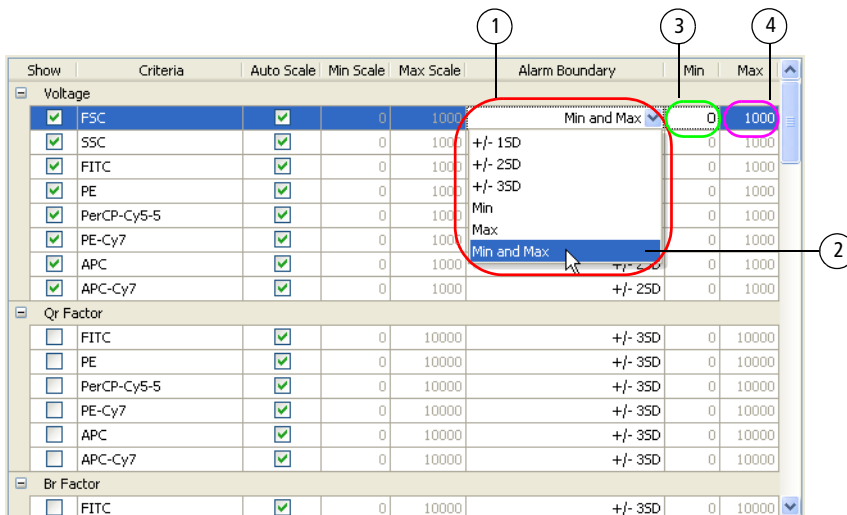 1 3 4
Show Criteria Auto Scale Min Scale Max Scale Alarm Boundary Min Max
Voltage
FSC 0 1000 Min and Max 0 1000
SSC 0 1000 +/- 1SD 0 1000
FITC 0 1000 +/- 2SD 0 1000
PE 0 1000 +/- 3SD 0 1000
PerCP-Cy5-5 0 1000 Min 0 1000
PE-Cy7 0 1000 Max 0 1000
Min and Max 2
APC 0 1000 +/- 2SD 0 1000
APC-Cy7 0 1000 +/- 2SD 0 1000
Qr Factor
FITC 0 10000 +/- 3SD 0 10000
PE 0 10000 +/- 3SD 0 10000
PerCP-Cy5-5 0 10000 +/- 3SD 0 10000
PE-Cy7 0 10000 +/- 3SD 0 10000
APC 0 10000 +/- 3SD 0 10000
APC-Cy7 0 10000 +/- 3SD 0 10000
Br Factor
FITC 0 10000 +/- 3SD 0 10000